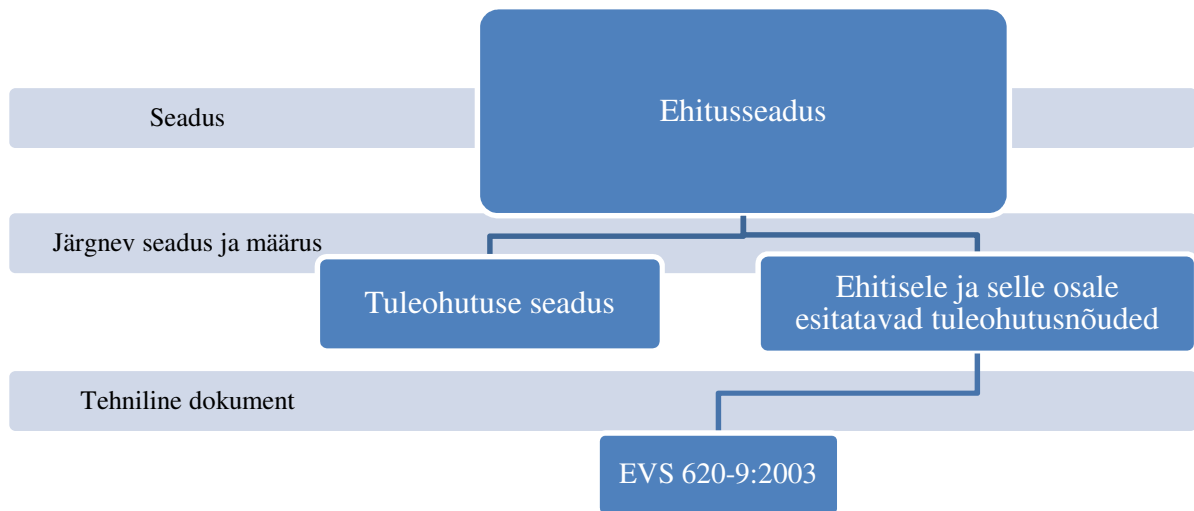 Seadus
Ehitusseadus
Järgnev seadus ja määrus
Tuleohutuse seadus
Ehitisele ja selle osale
esitatavad tuleohutusnõuded
Tehniline dokument
EVS 620-9:2003